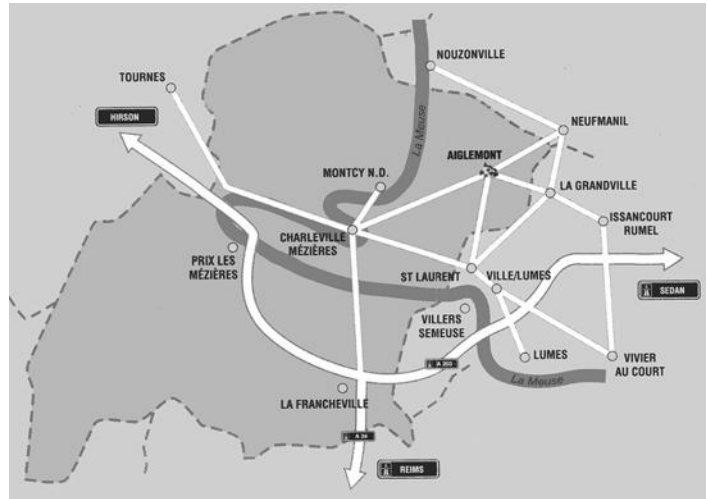 NOUZONVILLE
TOURNES
HIRSON
La Meuse
NEUFMANIL
AIGLEMONT
MONTCY N.D.
LA GRANDVILLE
ISSANCOURT
RUMEL
CHARLEVILLE
MÉZIÈRES
PRIX LES
MÉZIÈRES
ST LAURENT
VILLE/LUMES
SEDAN
VILLERS
SEMEUSE
LUMES
VIVIER
AU COURT
A 203
La Meuse
LA FRANCHEVILLE
A 34
REIMS